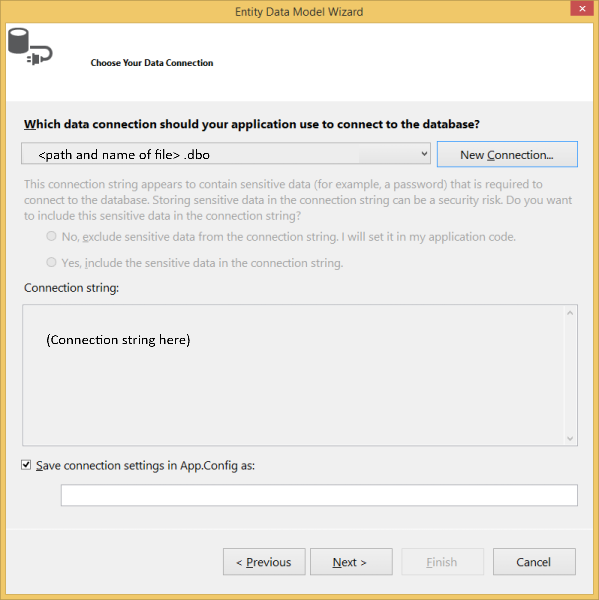 Entity Data Model Wizard
Choose Your Data Connection
Which data connection should your application use to connect to the database?
<path and name of file> .dbo
New Connection...
This connection string appears to contain sensitive data (for example, a password) that is required to
connect to the database. Storing sensitive data in the connection string can be a security risk. Do you want
to include this sensitive data in the connection string?
No, exclude sensitive data from the connection string. I will set it in my application code.
Yes, include the sensitive data in the connection string.
Connection string:
(Connection string here)
Save connection settings in App.Config as:
< Previous
Next >
Finish
Cancel